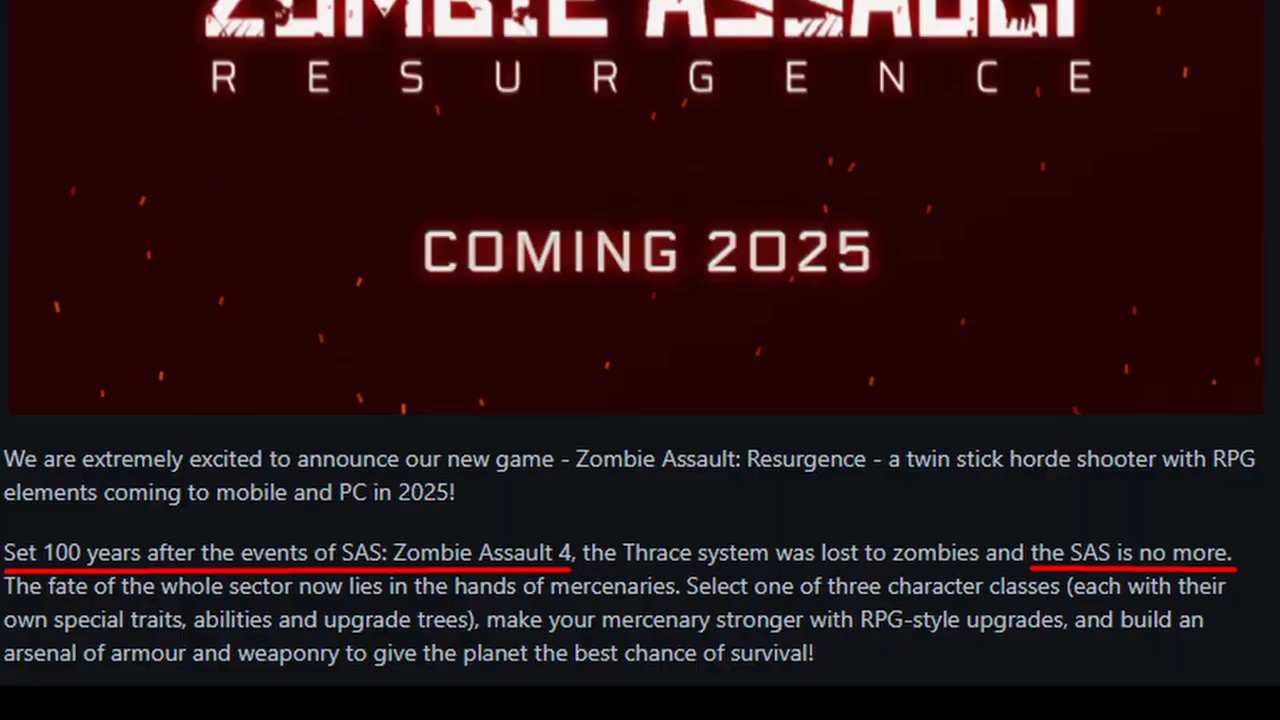 ZOMBIE ASSAULT
RESURGENCE
COMING 2025
We are extremely excited to announce our new game - Zombie Assault: Resurgence - a twin stick horde shooter with RPG
elements coming to mobile and PC in 2025!
Set 100 years after the events of SAS: Zombie Assault 4, the Thrace system was lost to zombies and the SAS is no more.
The fate of the whole sector now lies in the hands of mercenaries. Select one of three character classes (each with their
own special traits, abilities and upgrade trees), make your mercenary stronger with RPG-style upgrades, and build an
arsenal of armour and weaponry to give the planet the best chance of survival!